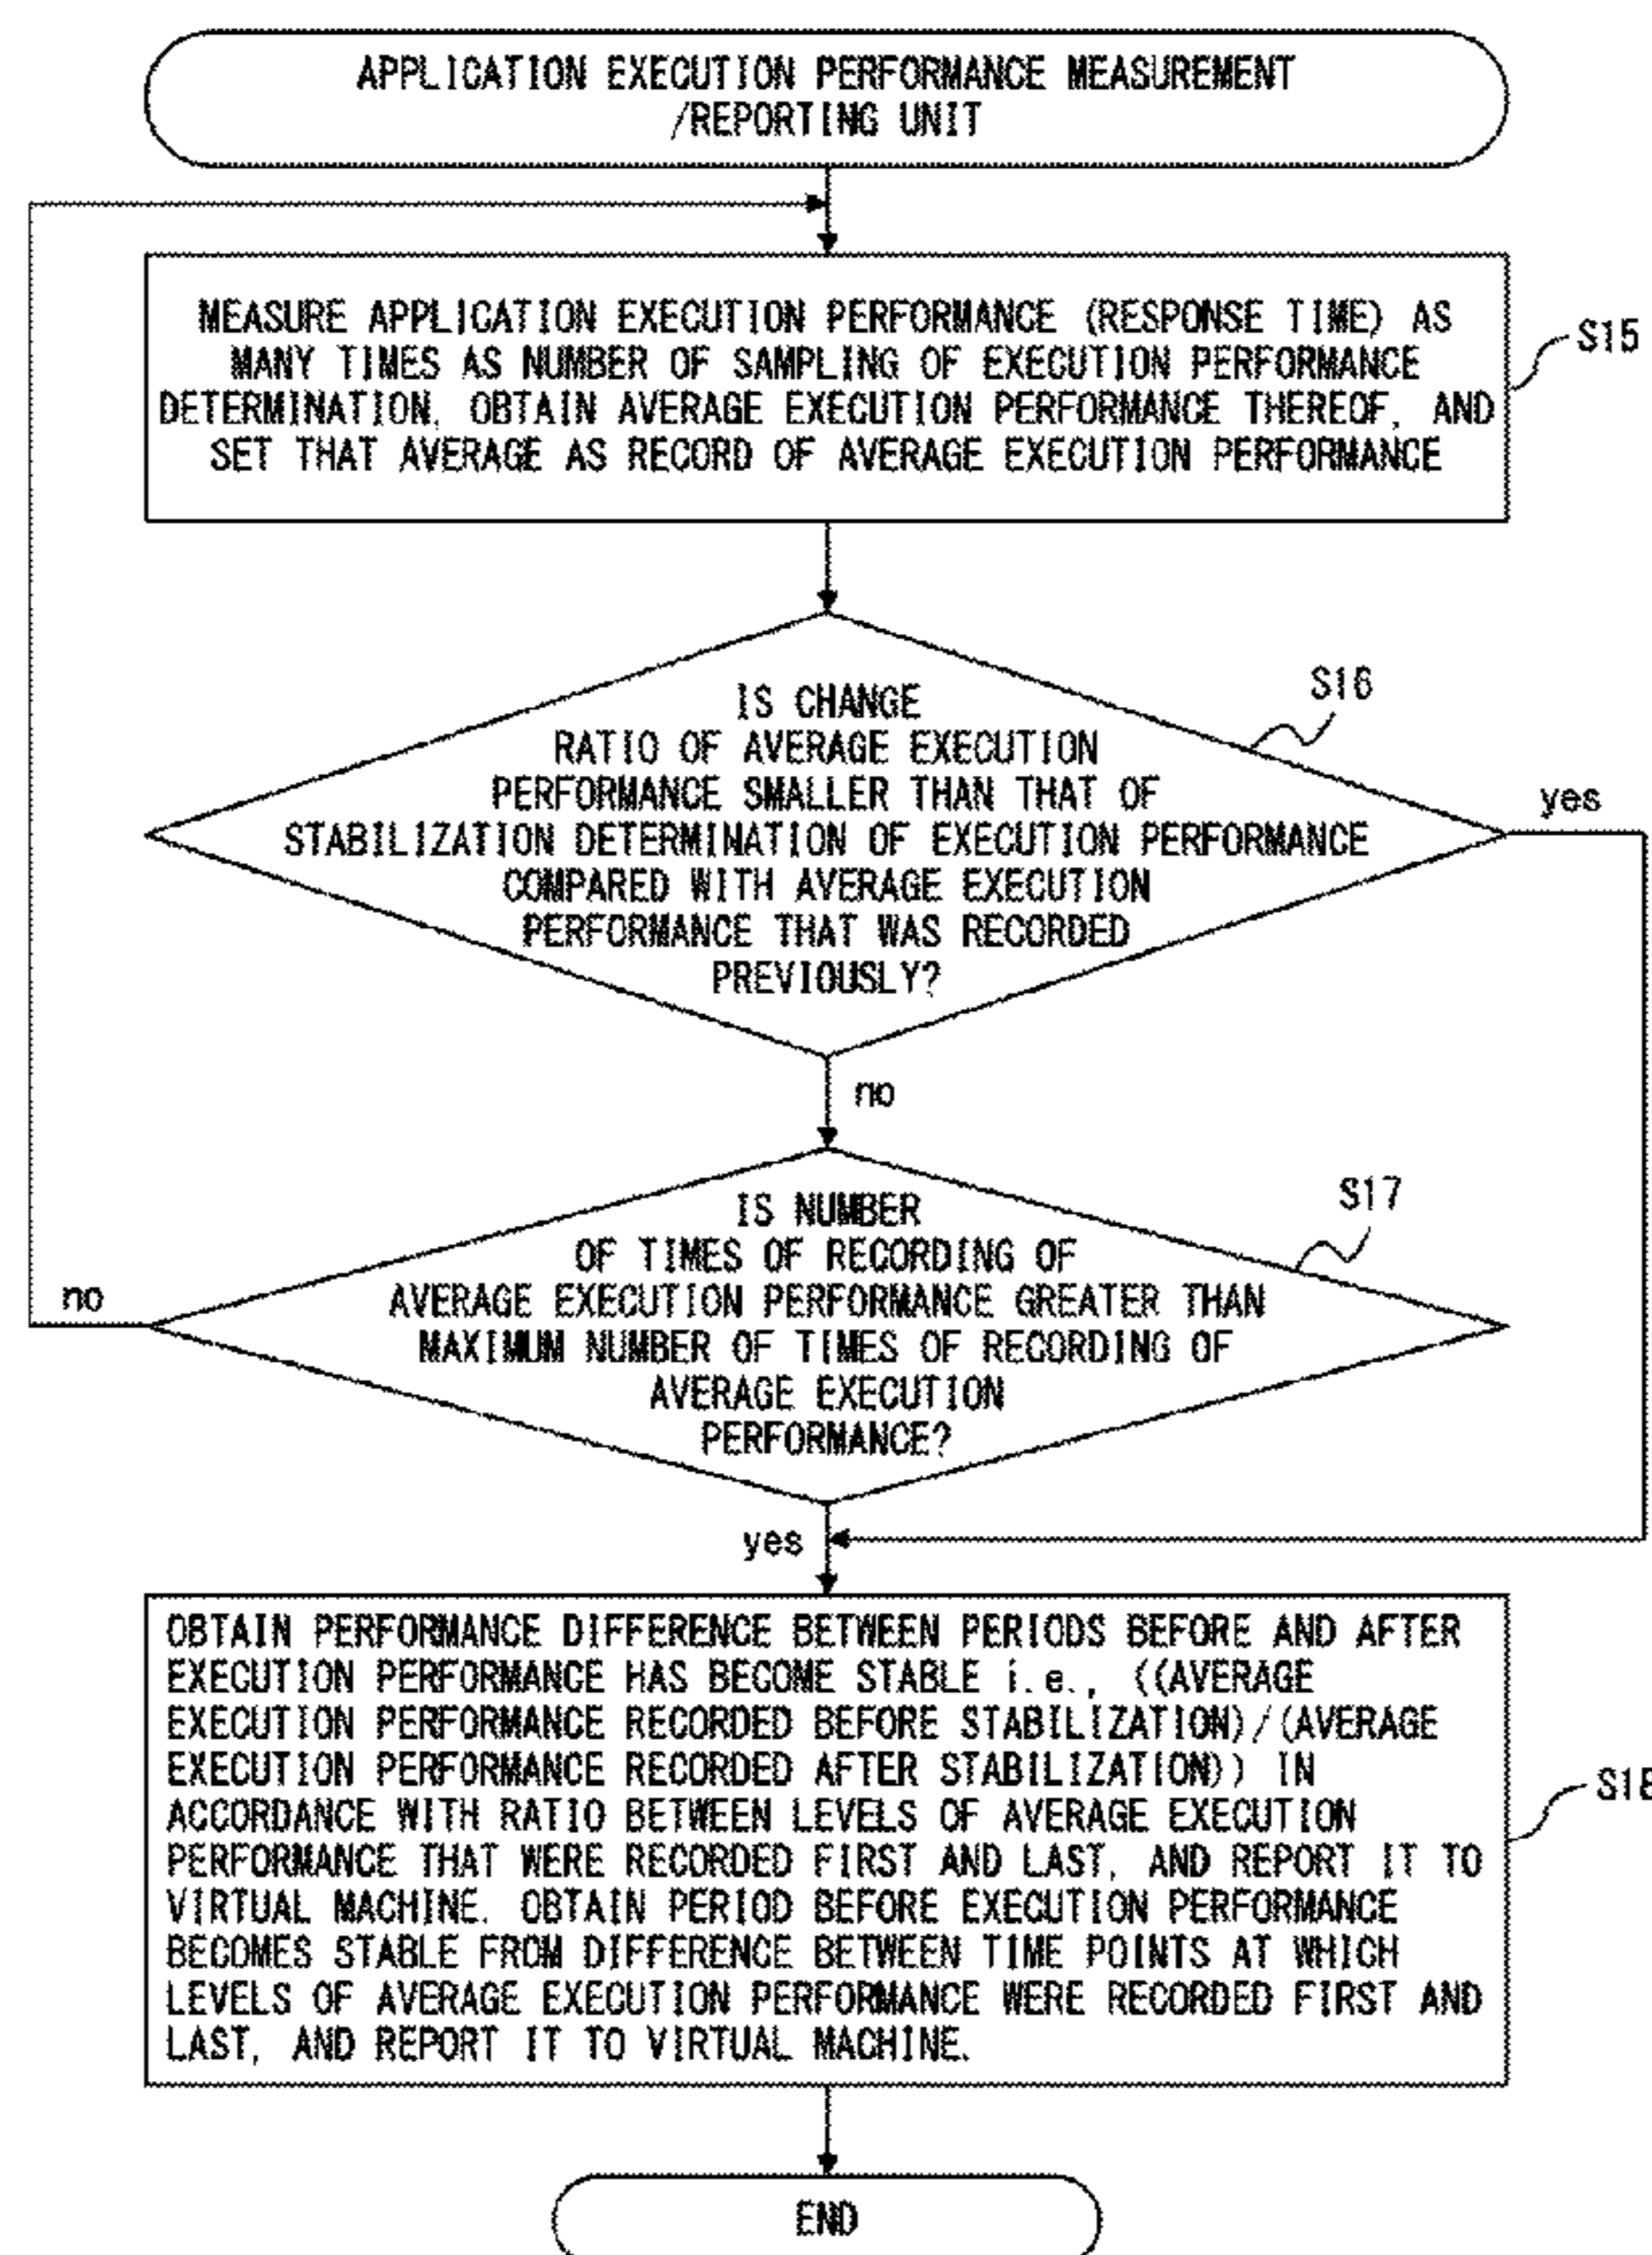 APPLICATION EXECUTION PERFORMANCE MEASUREMENT
/REPORTING UNIT
MEASURE APPLICATION EXECUTION PERFORMANCE (RESPONSE TIME) AS
MANY TIMES AS NUMBER OF SAMPLING OF EXECUTION PERFORMANCE
DETERMINATION, OBTAIN AVERAGE EXECUTION PERFORMANCE THEREOF, AND
SET THAT AVERAGE AS RECORD OF AVERAGE EXECUTION PERFORMANCE
S15
IS CHANGE
RATIO OF AVERAGE EXECUTION
PERFORMANCE SMALLER THAN THAT OF
STABILIZATION DETERMINATION OF EXECUTION PERFORMANCE
COMPARED WITH AVERAGE EXECUTION
PERFORMANCE THAT WAS RECORDED
PREVIOUSLY?
S16
yes
no
IS NUMBER
OF TIMES OF RECORDING OF
AVERAGE EXECUTION PERFORMANCE GREATER THAN
MAXIMUM NUMBER OF TIMES OF RECORDING OF
AVERAGE EXECUTION
PERFORMANCE?
S17
no
yes
OBTAIN PERFORMANCE DIFFERENCE BETWEEN PERIODS BEFORE AND AFTER
EXECUTION PERFORMANCE HAS BECOME STABLE i.e., ((AVERAGE
EXECUTION PERFORMANCE RECORDED BEFORE STABILIZATION)/(AVERAGE
EXECUTION PERFORMANCE RECORDED AFTER STABILIZATION)) IN
ACCORDANCE WITH RATIO BETWEEN LEVELS OF AVERAGE EXECUTION
PERFORMANCE THAT WERE RECORDED FIRST AND LAST, AND REPORT IT TO
VIRTUAL MACHINE. OBTAIN PERIOD BEFORE EXECUTION PERFORMANCE
BECOMES STABLE FROM DIFFERENCE BETWEEN TIME POINTS AT WHICH
LEVELS OF AVERAGE EXECUTION PERFORMANCE WERE RECORDED FIRST AND
LAST, AND REPORT IT TO VIRTUAL MACHINE.
S18
END